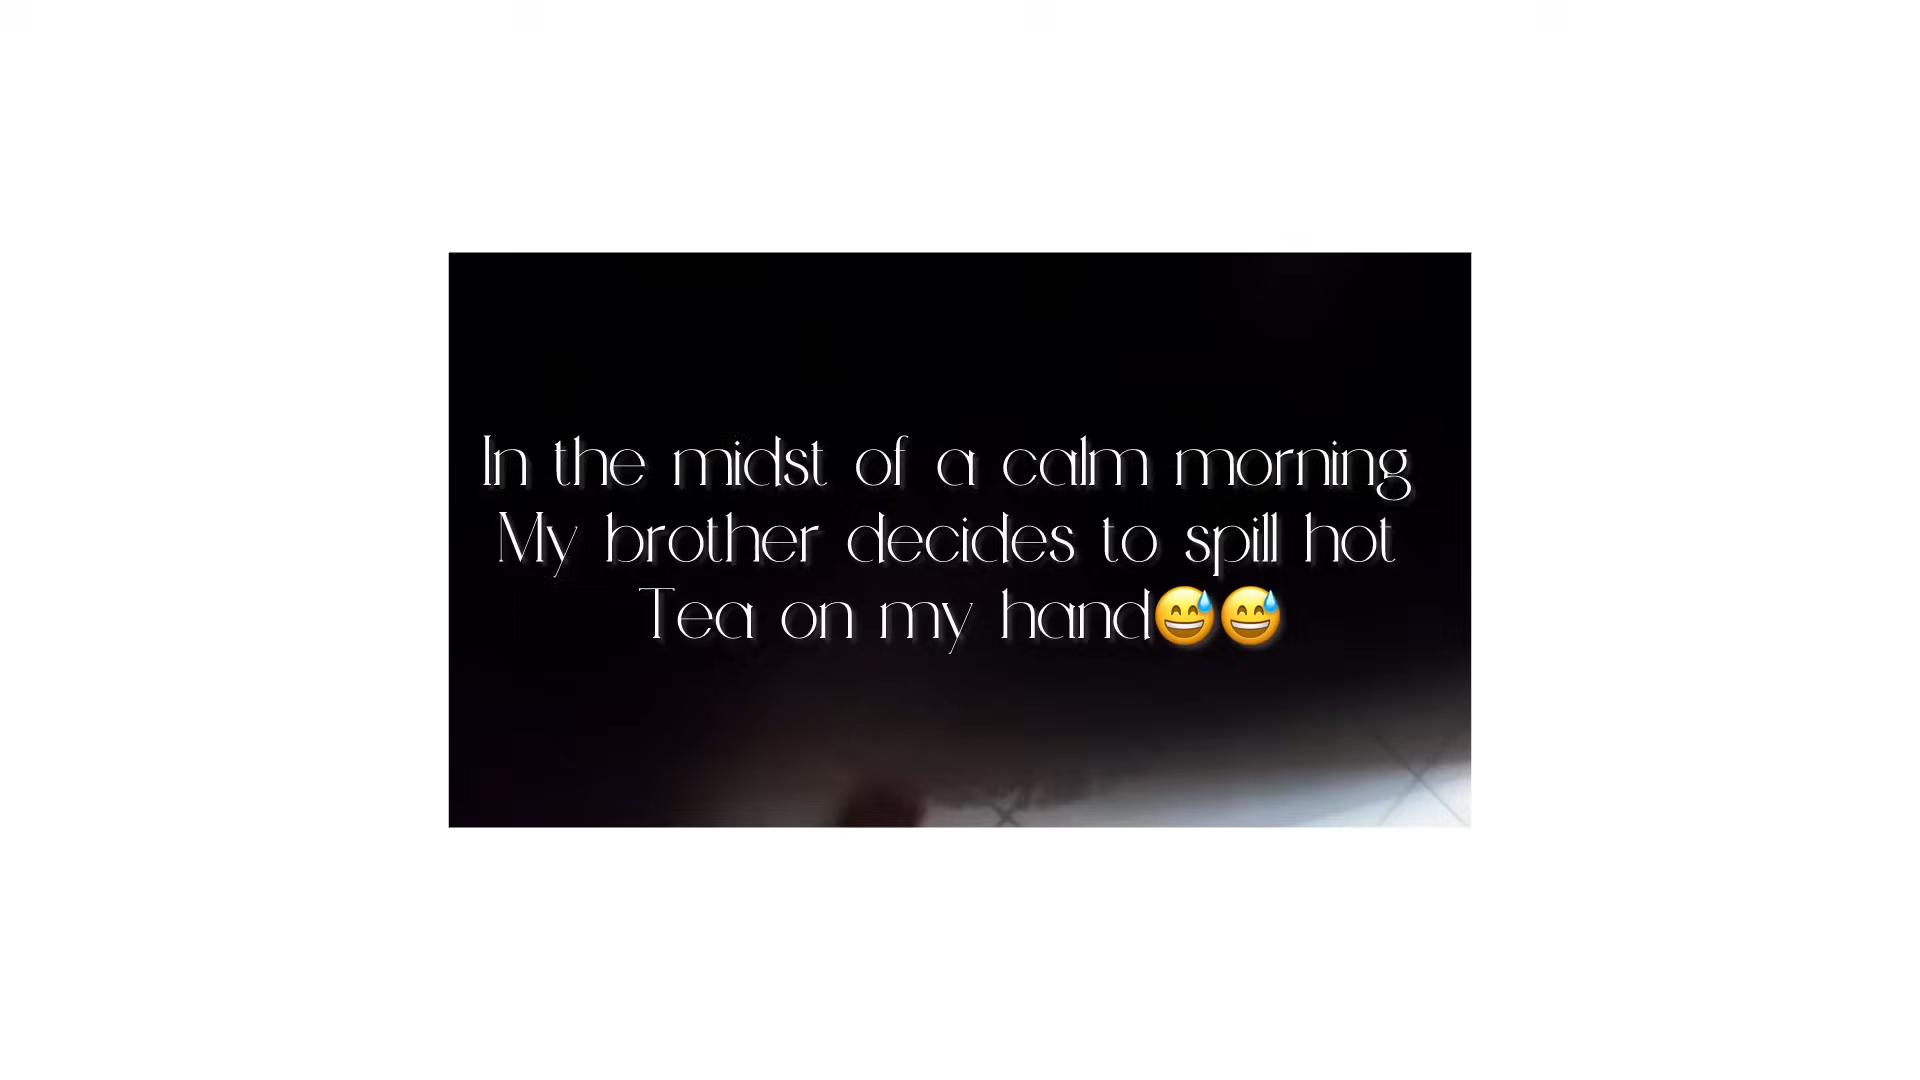 In the midst of a calm morning
My brother decides to spill hot
Tea on my hand😅😅